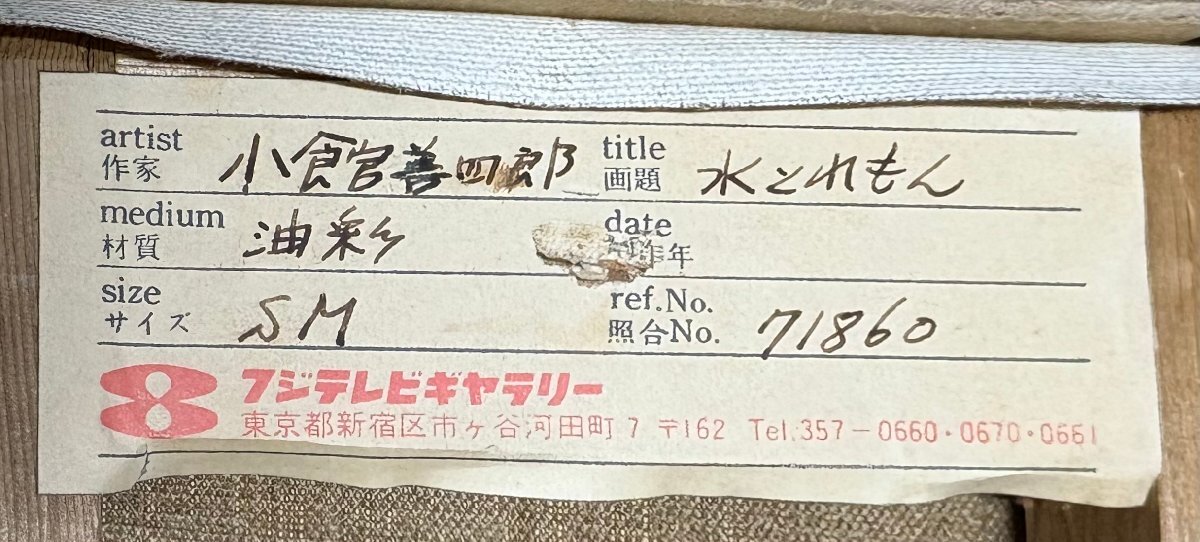 artist title
作家 小館善四郎 画題 水とれもん
medium date
材質 油彩 作年
size ref.No.
サイズ SM 照合No. 71860
フジテレビギャラリー
東京都新宿区市ヶ谷河田町7 〒162 Tel.357-0660・0670・0661